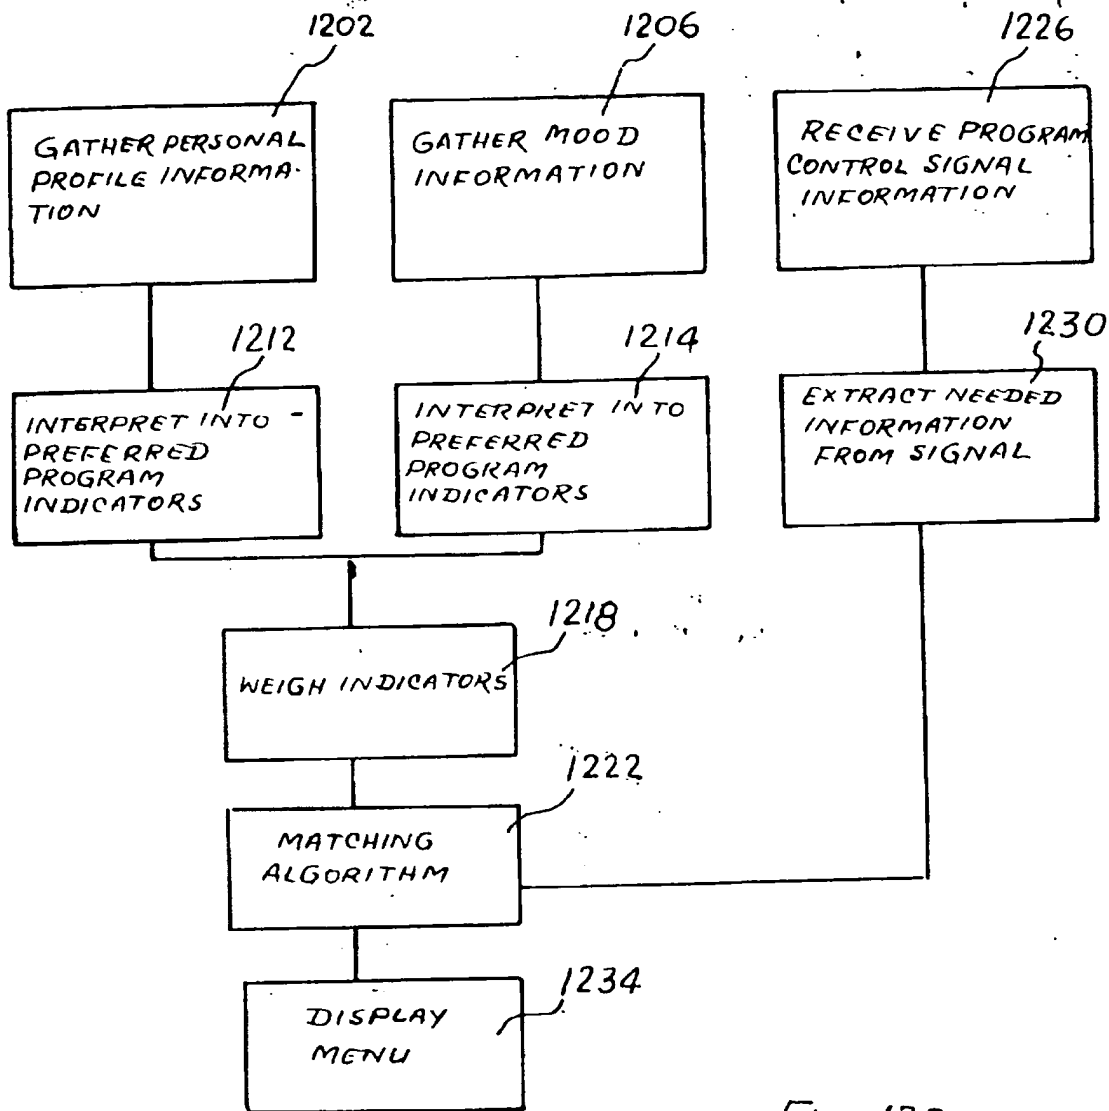 1202
1206
1226
GATHER PERSONAL
PROFILE INFORMA-
TION
GATHER MOOD
INFORMATION
RECEIVE PROGRAM
CONTROL SIGNAL
INFORMATION
1212
1214
1230
INTERPRET INTO -
PREFERRED
PROGRAM
INDICATORS
INTERPRET INTO
PREFERRED
PROGRAM
INDICATORS
EXTRACT NEEDED
INFORMATION
FROM SIGNAL
1218
WEIGH INDICATORS
1222
MATCHING
ALGORITHM
1234
DISPLAY
MENU